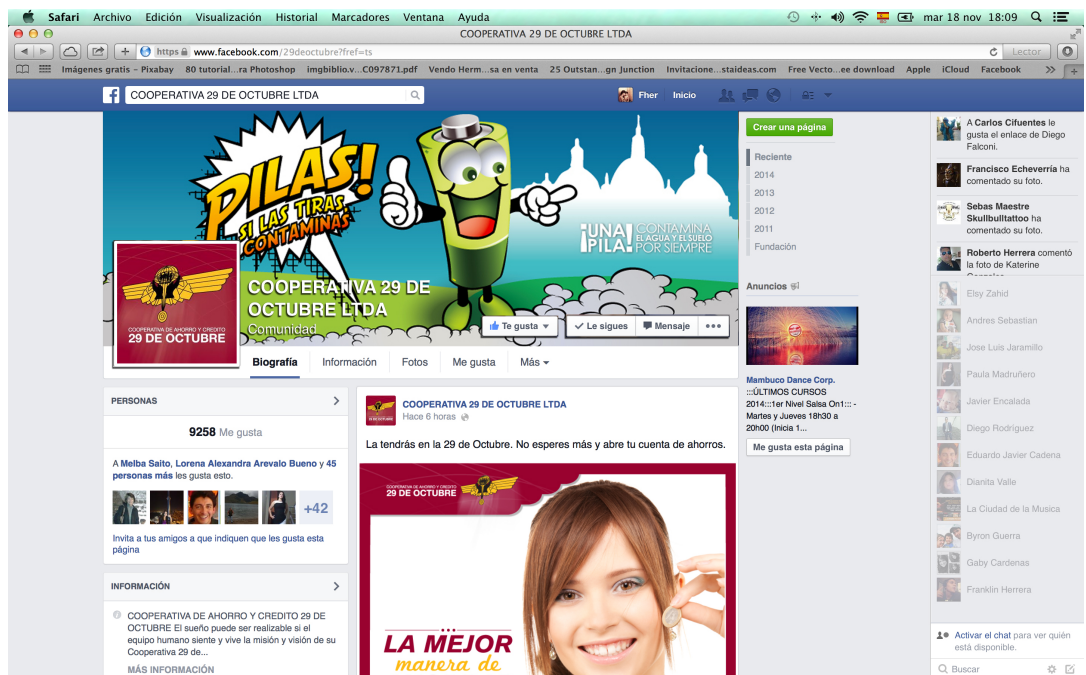 Safari Archivo Edición Visualización Historial Marcadores Ventana Ayuda
mar 18 nov 18:09
COOPERATIVA 29 DE OCTUBRE LTDA
https www.facebook.com/29deoctubre?fref=ts
Lector
Imágenes gratis – Pixabay 80 tutorial...ra Photoshop imgbiblio.v...C097871.pdf Vendo Herm...sa en venta 25 Outstan...gn Junction Invitacione...staideas.com Free Vecto...ee download Apple iCloud Facebook
COOPERATIVA 29 DE OCTUBRE LTDA
Fher Inicio
PILAS!
SI LAS TIRAS,
CONTAMINAS
¡UNA
PILA!
CONTAMINA
EL AGUA Y EL SUELO
POR SIEMPRE
COOPERATIVA DE AHORRO Y CREDITO
29 DE OCTUBRE
COOPERATIVA 29 DE
OCTUBRE LTDA
Comunidad
Te gusta
Le sigues
Mensaje
Biografía Información Fotos Me gusta Más
PERSONAS
9258 Me gusta
A Melba Saito, Lorena Alexandra Arevalo Bueno y 45
personas más les gusta esto.
+42
Invita a tus amigos a que indiquen que les gusta esta
página
INFORMACIÓN
COOPERATIVA DE AHORRO Y CREDITO 29 DE
OCTUBRE El sueño puede ser realizable si el
equipo humano siente y vive la misión y visión de su
Cooperativa 29 de...
MÁS INFORMACIÓN
COOPERATIVA 29 DE OCTUBRE LTDA
Hace 6 horas
La tendrás en la 29 de Octubre. No esperes más y abre tu cuenta de ahorros.
COOPERATIVA DE AHORRO Y CREDITO
29 DE OCTUBRE
LA MEJOR
manera de
Crear una página
Reciente
2014
2013
2012
2011
Fundación
Anuncios
Mambuco Dance Corp.
:::ÚLTIMOS CURSOS
2014:::1er Nivel Salsa On1::: -
Martes y Jueves 18h30 a
20h00 (Inicia 1...
Me gusta esta página
A Carlos Cifuentes le
gusta el enlace de Diego
Falconi.
Francisco Echeverría ha
comentado su foto.
Sebas Maestre
Skullbulltattoo ha
comentado su foto.
Roberto Herrera comentó
la foto de Katerine
Elsy Zahid
Andres Sebastian
Jose Luis Jaramillo
Paula Madruñero
Javier Encalada
Diego Rodríguez
Eduardo Javier Cadena
Dianita Valle
La Ciudad de la Musica
Byron Guerra
Gaby Cardenas
Franklin Herrera
Activar el chat para ver quién
está disponible.
Buscar